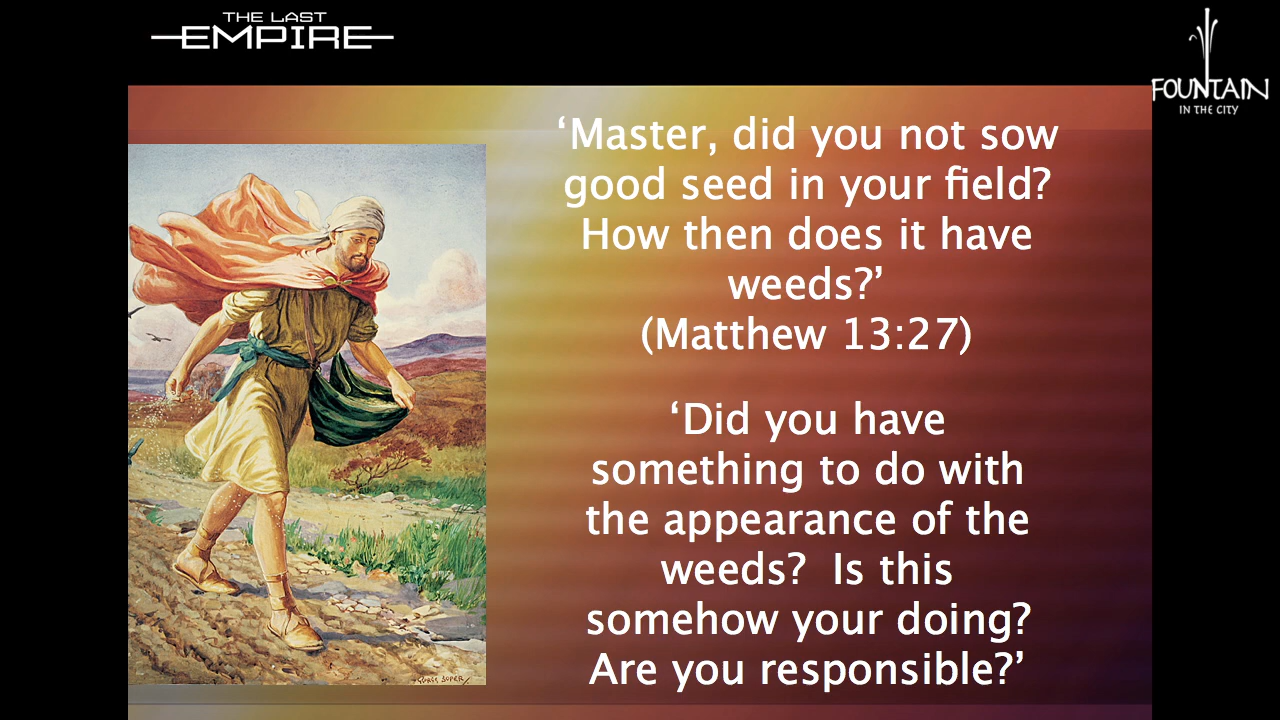 THE LAST
EMPIRE
FOUNTAIN
IN THE CITY
‘Master, did you not sow
good seed in your field?
How then does it have
weeds?’
(Matthew 13:27)
‘Did you have
something to do with
the appearance of the
weeds?  Is this
somehow your doing?
Are you responsible?’